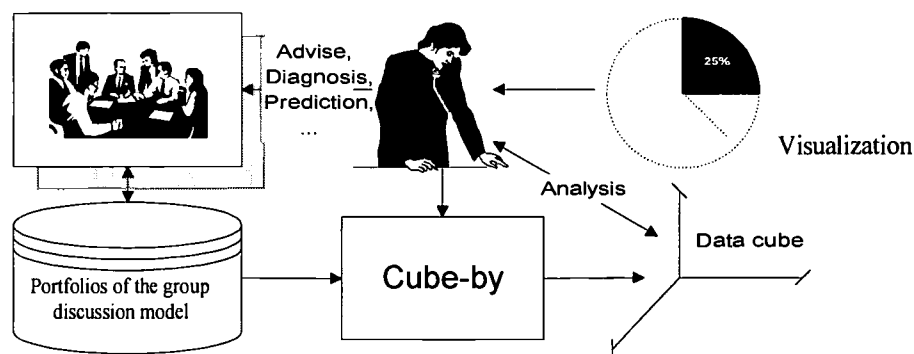 Advise,
Diagnosis,
Prediction,
...
25%
Visualization
Analysis
Data cube
Portfolios of the group
discussion model
Cube-by